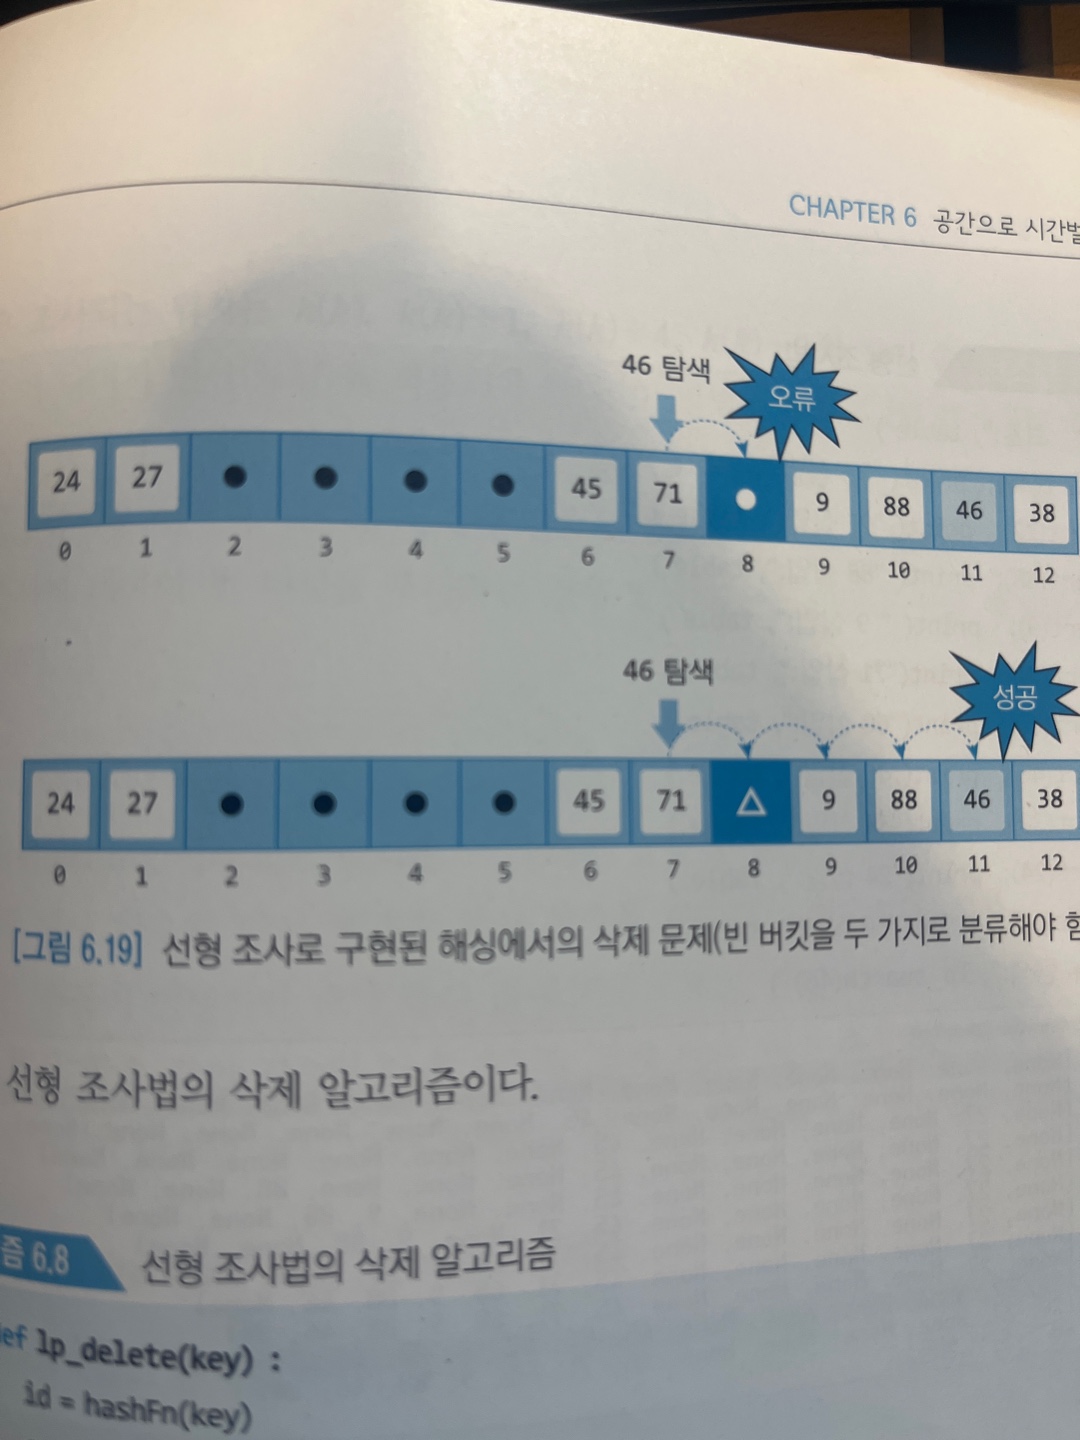 CHAPTER 6 공간으로 시간벌
46 탐색
오류
24 27 45 71 9 88 46 38
0 1 2 3 4 5 6 7 8 9 10 11 12
46 탐색
성공
24 27 45 71 △ 9 88 46 38
0 1 2 3 4 5 6 7 8 9 10 11 12
[그림 6.19] 선형 조사로 구현된 해싱에서의 삭제 문제(빈 버킷을 두 가지로 분류해야 함
선형 조사법의 삭제 알고리즘이다.
즘 6.8 선형 조사법의 삭제 알고리즘
def lp_delete(key) :
id = hashFn(key)